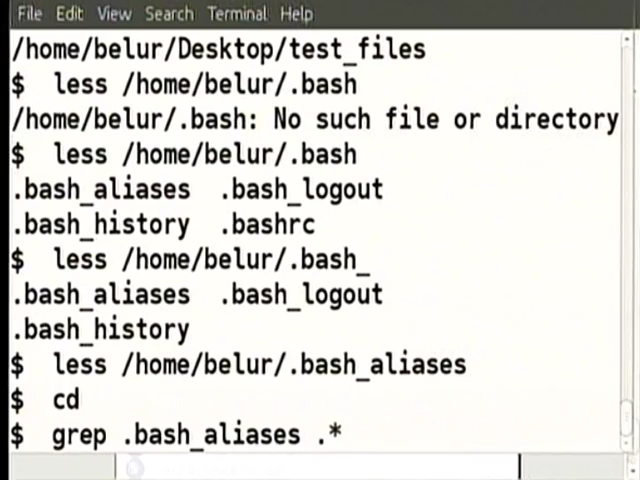 File Edit View Search Terminal Help
/home/belur/Desktop/test_files
$ less /home/belur/.bash
/home/belur/.bash: No such file or directory
$ less /home/belur/.bash
.bash_aliases .bash_logout
.bash_history .bashrc
$ less /home/belur/.bash_
.bash_aliases .bash_logout
.bash_history
$ less /home/belur/.bash_aliases
$ cd
$ grep .bash_aliases .*